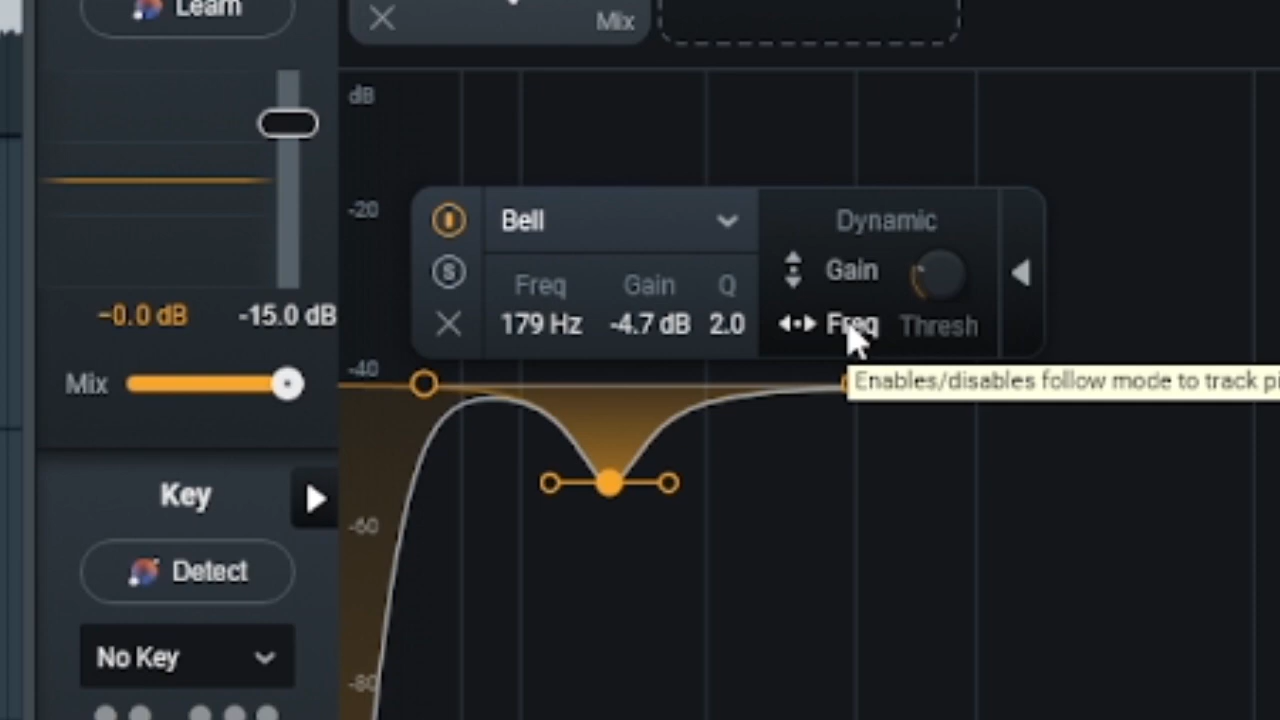 Learn
Mix
dB
-20
Bell
Dynamic
Gain
Freq Gain Q
179 Hz -4.7 dB 2.0
Freq
Thresh
-0.0 dB
-15.0 dB
Mix
-40
Enables/disables follow mode to track
Key
-60
Detect
No Key
-80
S